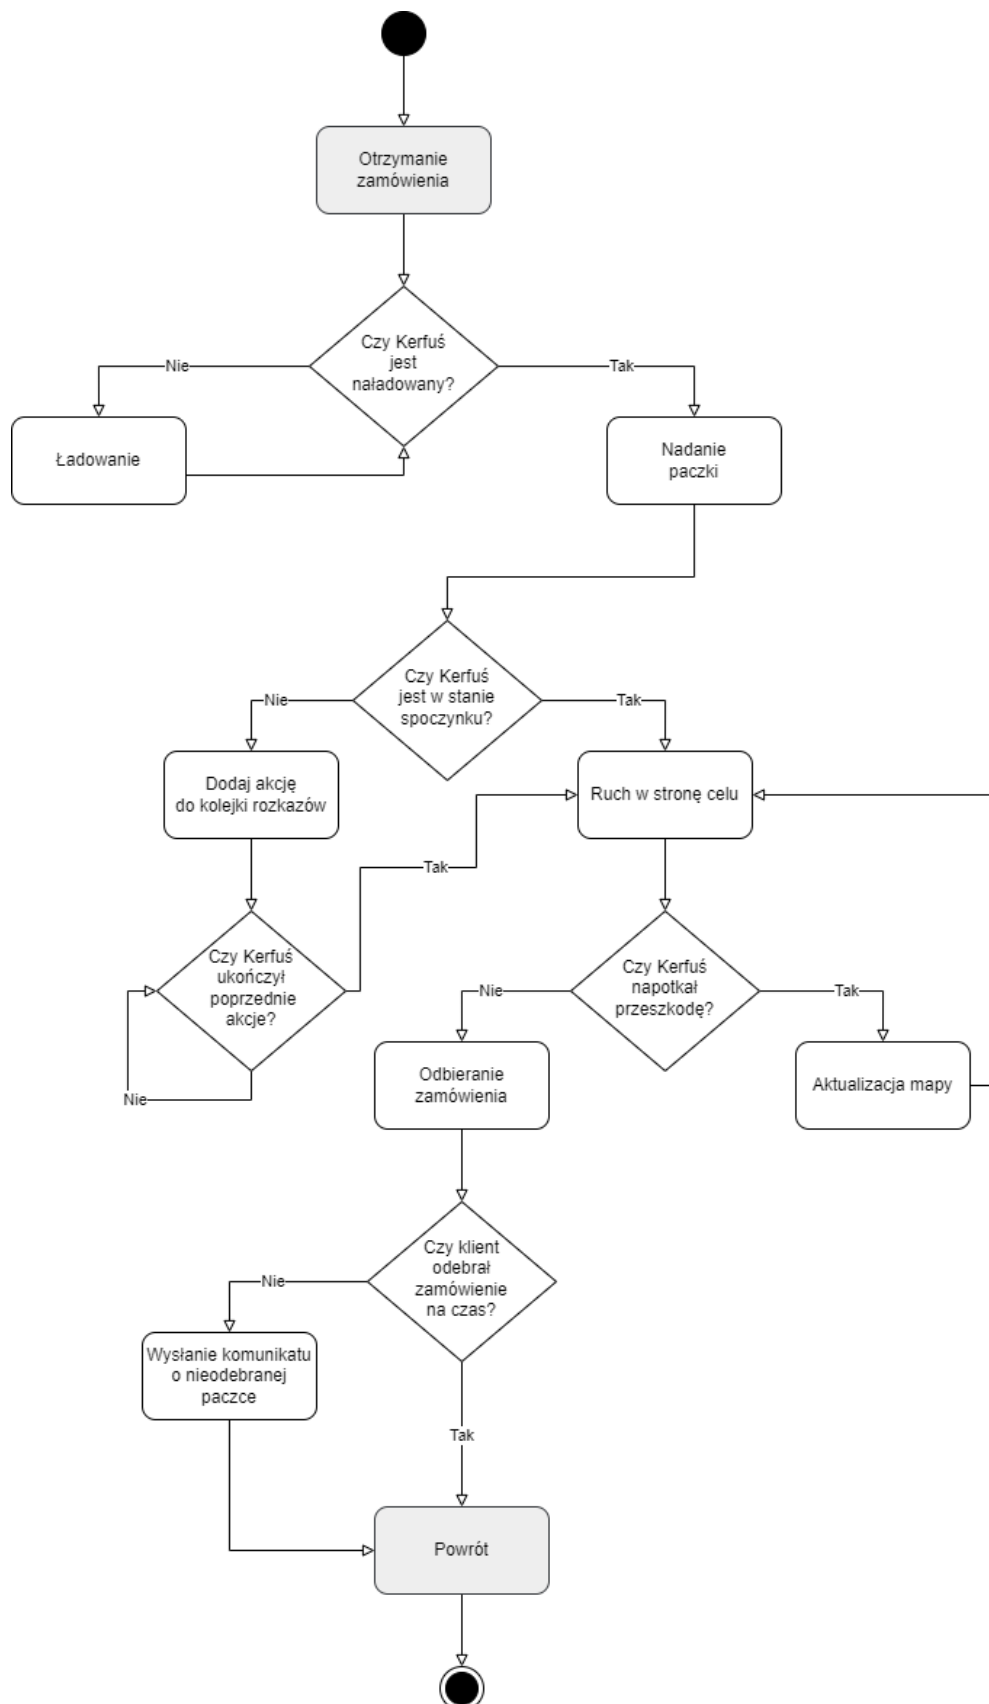 Otrzymanie
zamówienia
Czy Kerfuś
jest
naładowany?
Nie
Tak
Ładowanie
Nadanie
paczki
Czy Kerfuś
jest w stanie
spoczynku?
Nie
Tak
Dodaj akcję
do kolejki rozkazów
Ruch w stronę celu
Tak
Czy Kerfuś
ukończył
poprzednie
akcje?
Nie
Czy Kerfuś
napotkał
przeszkodę?
Nie
Tak
Odbieranie
zamówienia
Aktualizacja mapy
Czy klient
odebrał
zamówienie
na czas?
Nie
Wysłanie komunikatu
o nieodebranej
paczce
Tak
Powrót